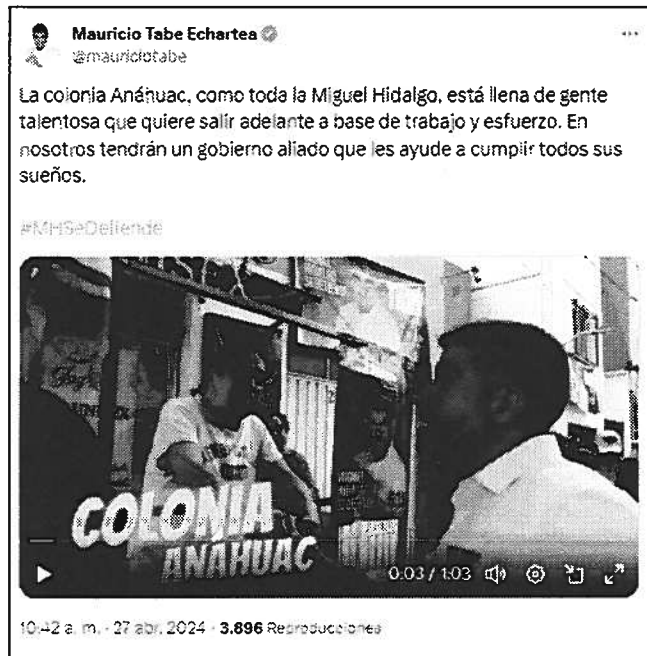 Mauricio Tabe Echartea
@mauriciotabe
La colonia Anáhuac, como toda la Miguel Hidalgo, está llena de gente
talentosa que quiere salir adelante a base de trabajo y esfuerzo. En
nosotros tendrán un gobierno aliado que les ayude a cumplir todos sus
sueños.
#MHSeDefiende
COLONIA
ANÁHUAC
0:03 / 1:03
10:42 a. m. · 27 abr. 2024 · 3.896 Reproducciones